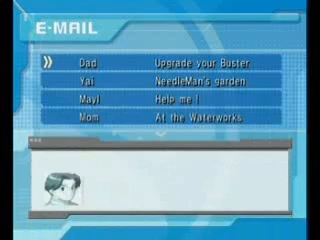 E-MAIL
Dad Upgrade your Buster
Yai NeedleMan's garden
Mayl Help me !
Mom At the Waterworks